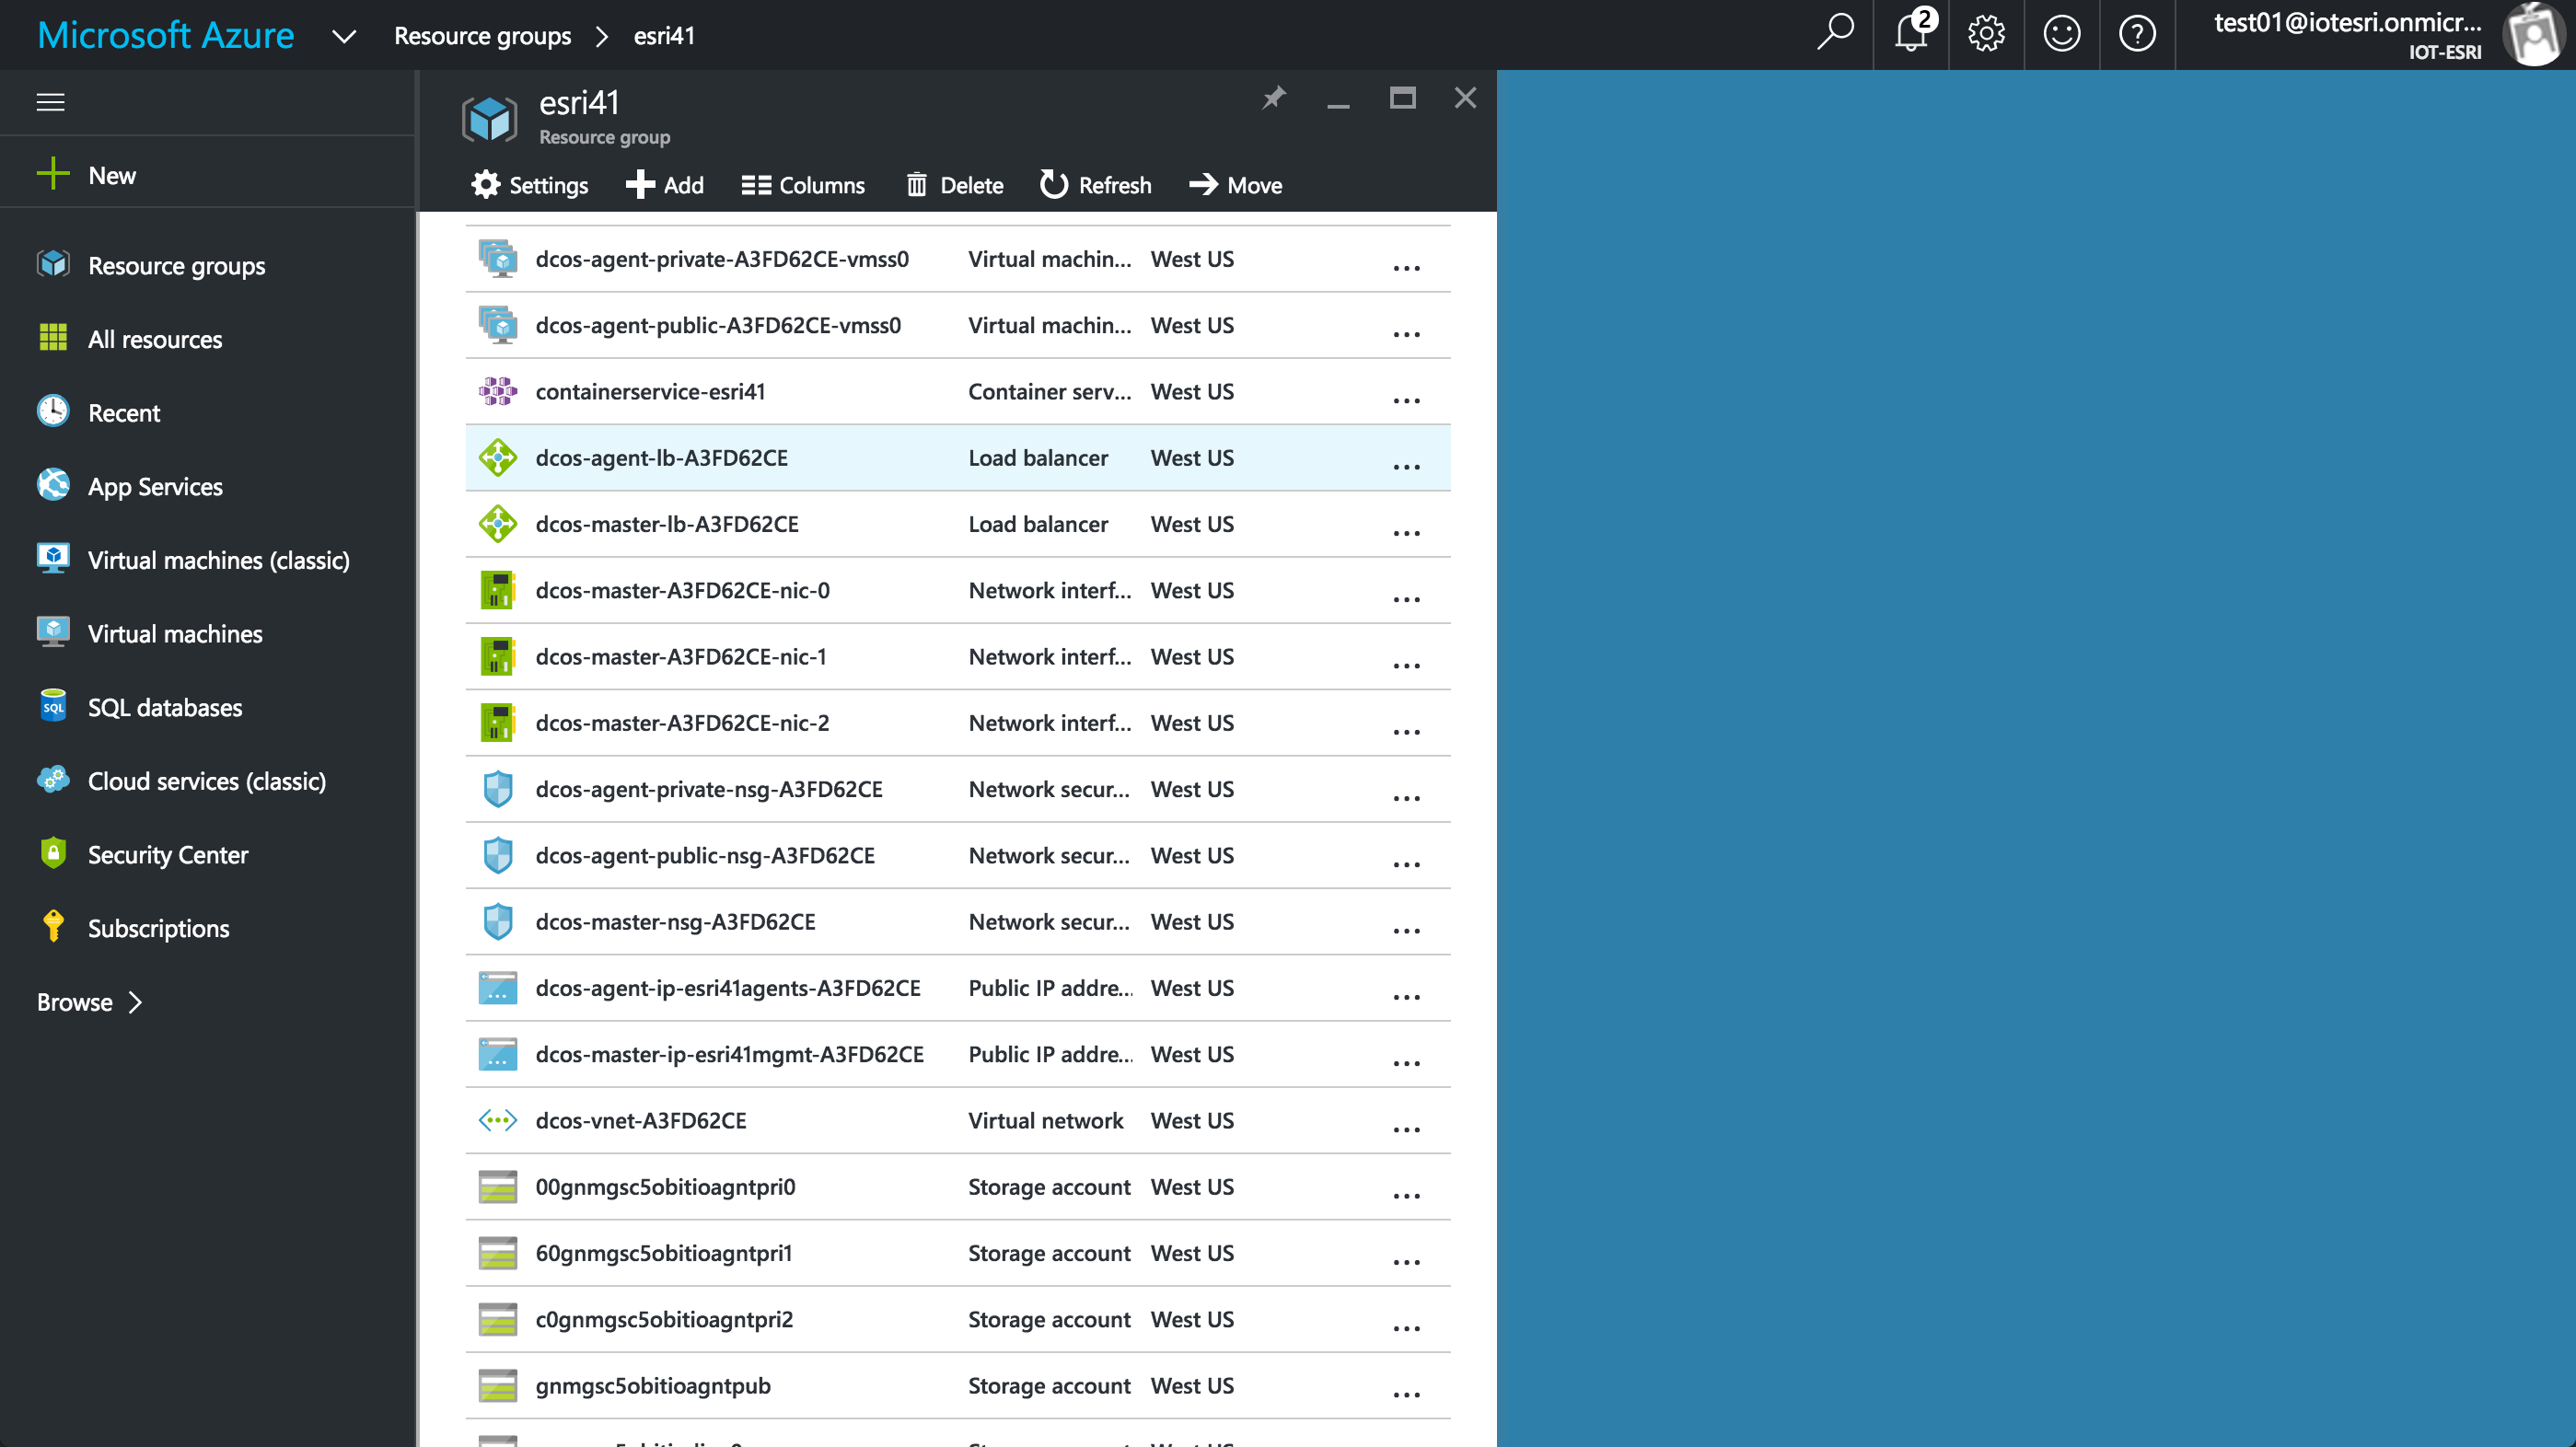 Microsoft Azure Resource groups esri41
2
test01@iotesri.onmicr...
IOT-ESRI
New
Resource groups
All resources
Recent
App Services
Virtual machines (classic)
Virtual machines
SQL
SQL databases
Cloud services (classic)
Security Center
Subscriptions
Browse
esri41
Resource group
Settings Add Columns Delete Refresh Move
dcos-agent-private-A3FD62CE-vmss0 Virtual machin... West US ...
dcos-agent-public-A3FD62CE-vmss0 Virtual machin... West US ...
containerservice-esri41 Container serv... West US ...
dcos-agent-lb-A3FD62CE Load balancer West US ...
dcos-master-lb-A3FD62CE Load balancer West US ...
dcos-master-A3FD62CE-nic-0 Network interf... West US ...
dcos-master-A3FD62CE-nic-1 Network interf... West US ...
dcos-master-A3FD62CE-nic-2 Network interf... West US ...
dcos-agent-private-nsg-A3FD62CE Network secur... West US ...
dcos-agent-public-nsg-A3FD62CE Network secur... West US ...
dcos-master-nsg-A3FD62CE Network secur... West US ...
dcos-agent-ip-esri41agents-A3FD62CE Public IP addre... West US ...
dcos-master-ip-esri41mgmt-A3FD62CE Public IP addre... West US ...
dcos-vnet-A3FD62CE Virtual network West US ...
00gnmgsc5obitioagntpri0 Storage account West US ...
60gnmgsc5obitioagntpri1 Storage account West US ...
c0gnmgsc5obitioagntpri2 Storage account West US ...
gnmgsc5obitioagntpub Storage account West US ...